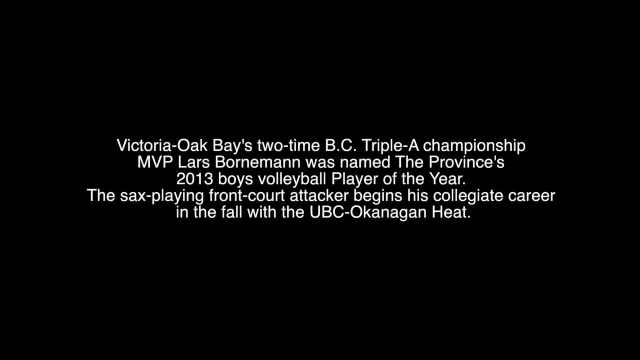 Victoria-Oak Bay's two-time B.C. Triple-A championship
MVP Lars Bornemann was named The Province's
2013 boys volleyball Player of the Year.
The sax-playing front-court attacker begins his collegiate career
in the fall with the UBC-Okanagan Heat.